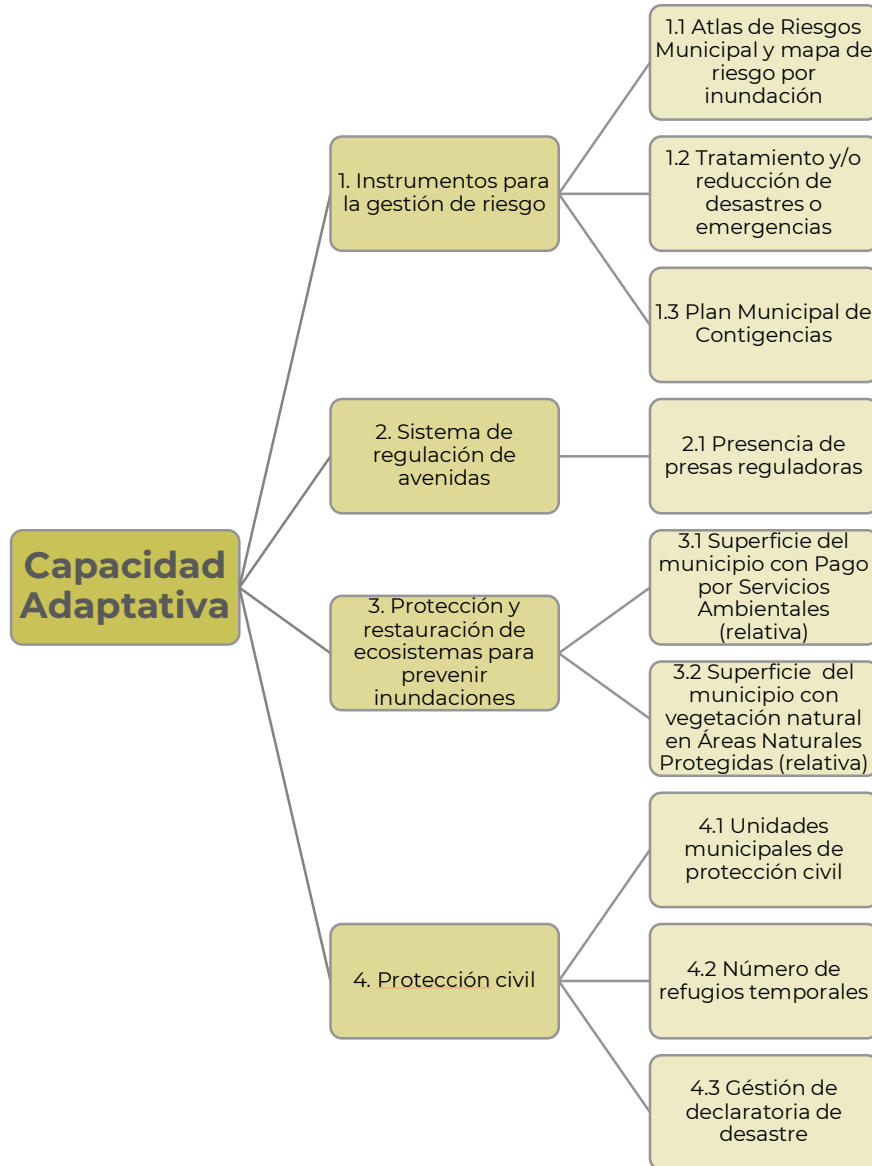 Capacidad
Adaptativa
1. Instrumentos para
la gestión de riesgo
1.1 Atlas de Riesgos
Municipal y mapa de
riesgo por
inundación
1.2 Tratamiento y/o
reducción de
desastres o
emergencias
1.3 Plan Municipal de
Contigencias
2. Sistema de
regulación de
avenidas
2.1 Presencia de
presas reguladoras
3. Protección y
restauración de
ecosistemas para
prevenir
inundaciones
3.1 Superficie del
municipio con Pago
por Servicios
Ambientales
(relativa)
3.2 Superficie  del
municipio con
vegetación natural
en Áreas Naturales
Protegidas (relativa)
4. Protección civil
4.1 Unidades
municipales de
protección civil
4.2 Número de
refugios temporales
4.3 Géstión de
declaratoria de
desastre